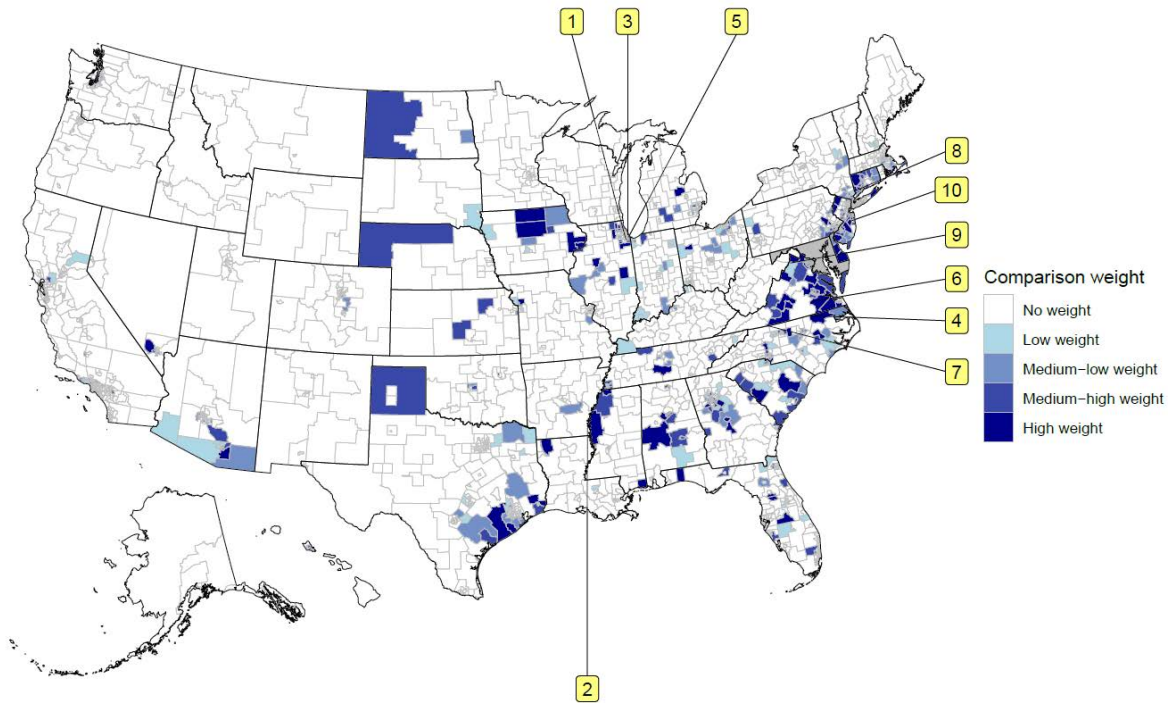 1
3
5
8
10
9
6
4
7
2
Comparison weight
No weight
Low weight
Medium−low weight
Medium−high weight
High weight